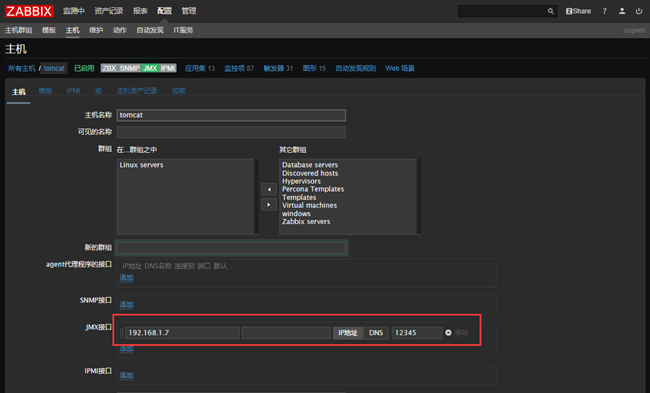 ZABBIX 监测中 资产记录 报表 配置 管理 Share ?
主机群组 模板 主机 维护 动作 自动发现 IT服务 ssgeek
主机
所有主机 / tomcat 已启用 ZBX SNMP JMX IPMI 应用集 13 监控项 87 触发器 31 图形 15 自动发现规则 Web 场景
主机 模板 IPMI 宏 主机资产记录 加密
主机名称 tomcat
可见的名称
群组 在...群组之中 其它群组
Linux servers
Database servers
Discovered hosts
Hypervisors
Percona Templates
Templates
Virtual machines
windows
Zabbix servers
新的群组
agent代理程序的接口 IP地址 DNS名称 连接到 端口 默认
添加
SNMP接口 添加
JMX接口 192.168.1.7 IP地址 DNS 12345 移除
添加
IPMI接口 添加